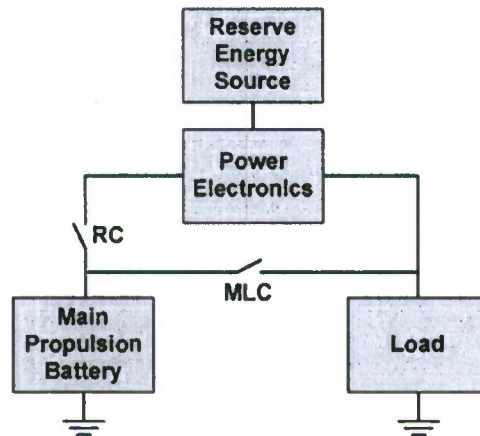 Reserve
Energy
Source
Power
Electronics
RC
MLC
Main
Propulsion
Battery
Load